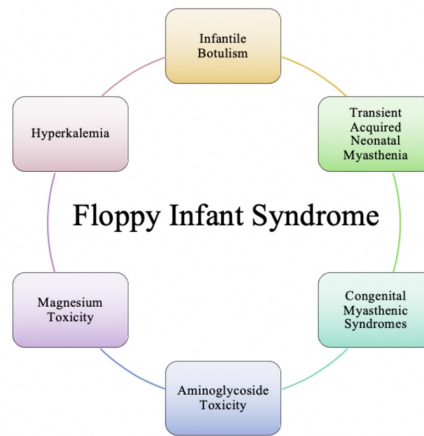 Infantile
Botulism
Transient
Acquired
Neonatal
Myasthenia
Hyperkalemia
Floppy Infant Syndrome
Magnesium
Toxicity
Congenital
Myasthenic
Syndromes
Aminoglycoside
Toxicity